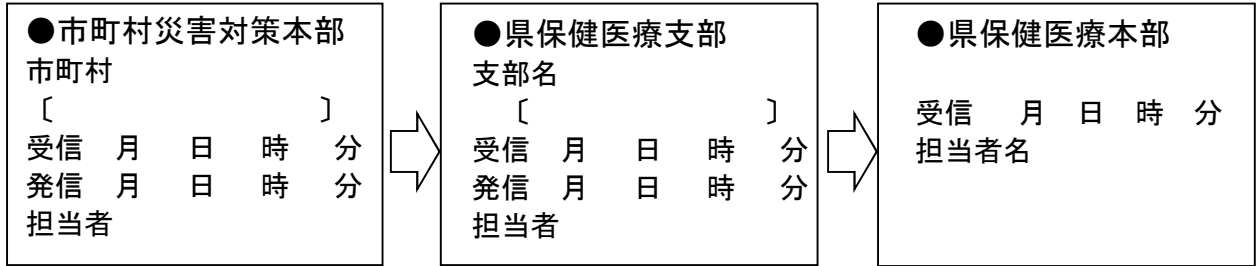 ●市町村災害対策本部
市町村
〔　　　　　　　　　〕
受信　月　　日　　時　　分
発信　月　　日　　時　　分
担当者
●県保健医療支部
支部名
〔　　　　　　　　　〕
受信　月　　日　　時　　分
発信　月　　日　　時　　分
担当者
●県保健医療本部
受信　　月　日　時　分
担当者名